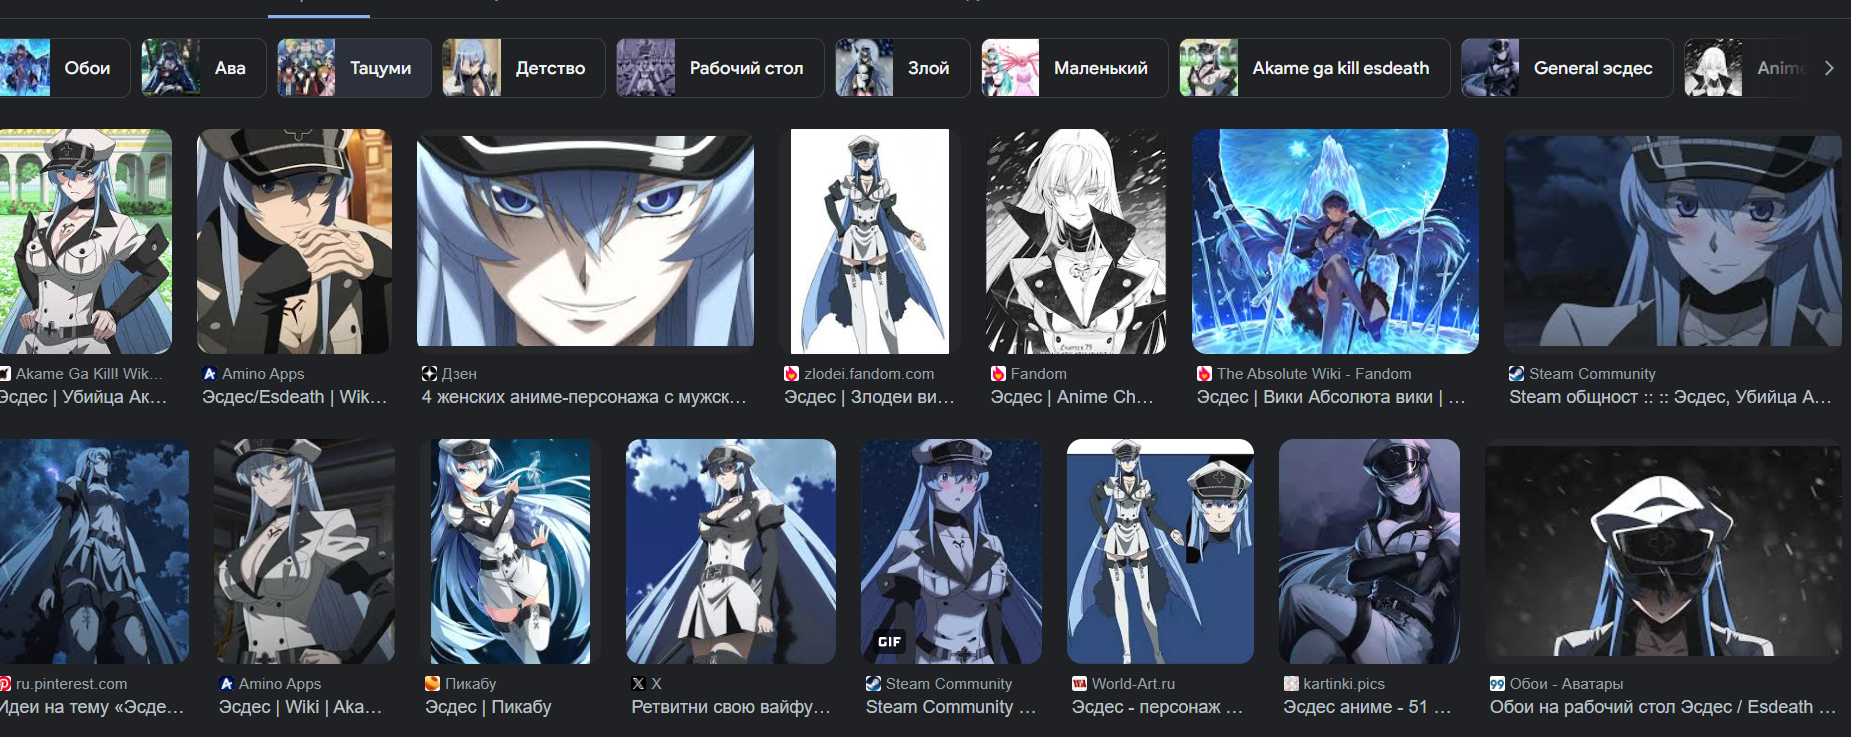 Обои
Ава
Тацуми
Детство
Рабочий стол
Злой
Маленький
Akame ga kill esdeath
General эсдес
Anime
Akame Ga Kill! Wik...
Эсдес | Убийца Ак...
Amino Apps
Эсдес/Esdeath | Wik...
Дзен
4 женских аниме-персонажа с мужск...
zlodei.fandom.com
Эсдес | Злодеи ви...
CHAPTER 79
Fandom
Эсдес | Anime Ch...
The Absolute Wiki - Fandom
Эсдес | Вики Абсолюта вики | ...
Steam Community
Steam общност :: :: Эсдес, Убийца А...
ru.pinterest.com
Идеи на тему «Эсде...
Amino Apps
Эсдес | Wiki | Aka...
Пикабу
Эсдес | Пикабу
X
Ретвитни свою вайфу...
GIF
Steam Community
Steam Community ...
World-Art.ru
Эсдес - персонаж ...
kartinki.pics
Эсдес аниме - 51 ...
99
Обои - Аватары
Обои на рабочий стол Эсдес / Esdeath ...